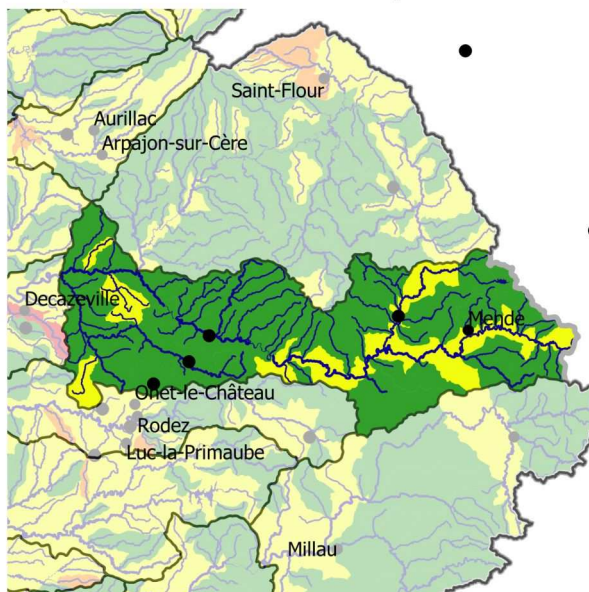 Saint-Flour
Aurillac
Arpajon-sur-Cère
Decazeville
Mende
Onet-le-Château
Rodez
Luc-la-Primaube
Millau